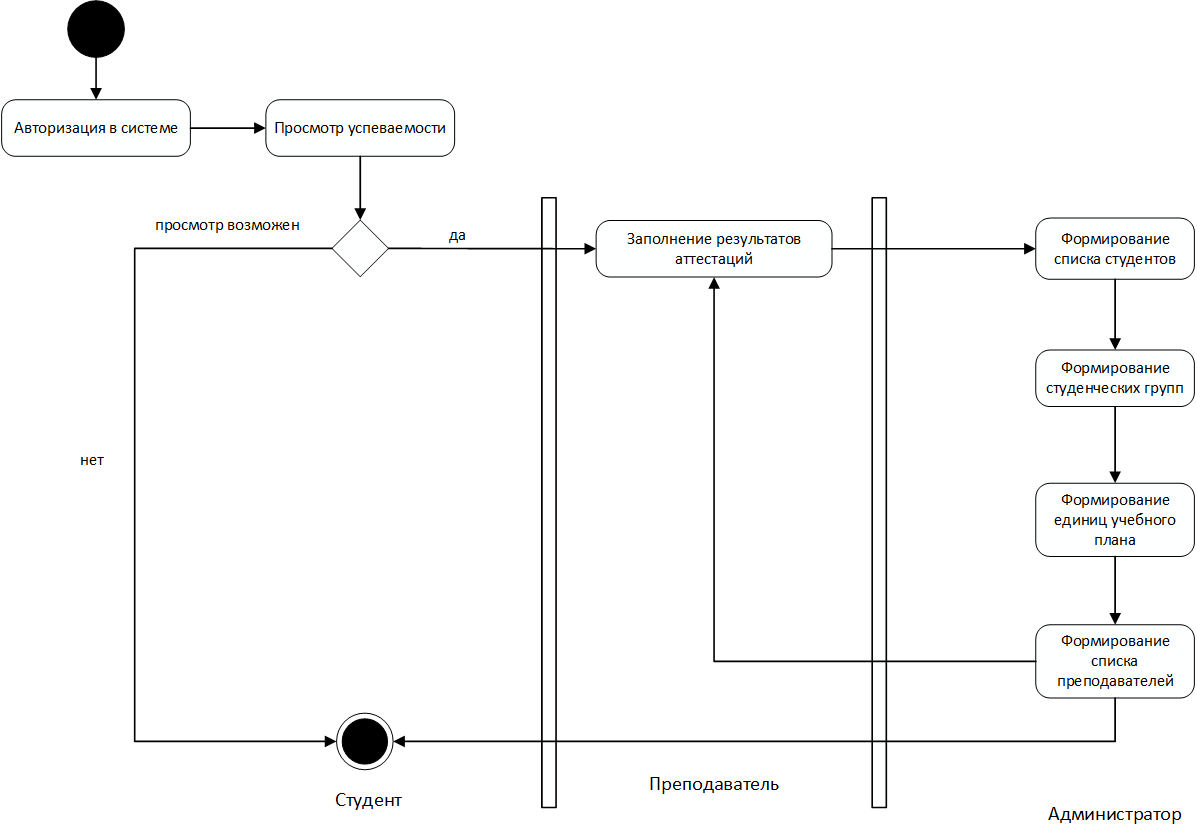 Авторизация в системе
Просмотр успеваемости
просмотр возможен
да
нет
Заполнение результатов
аттестаций
Формирование
списка студентов
Формирование
студенческих групп
Формирование
единиц учебного
плана
Формирование
списка
преподавателей
Студент
Преподаватель
Администратор